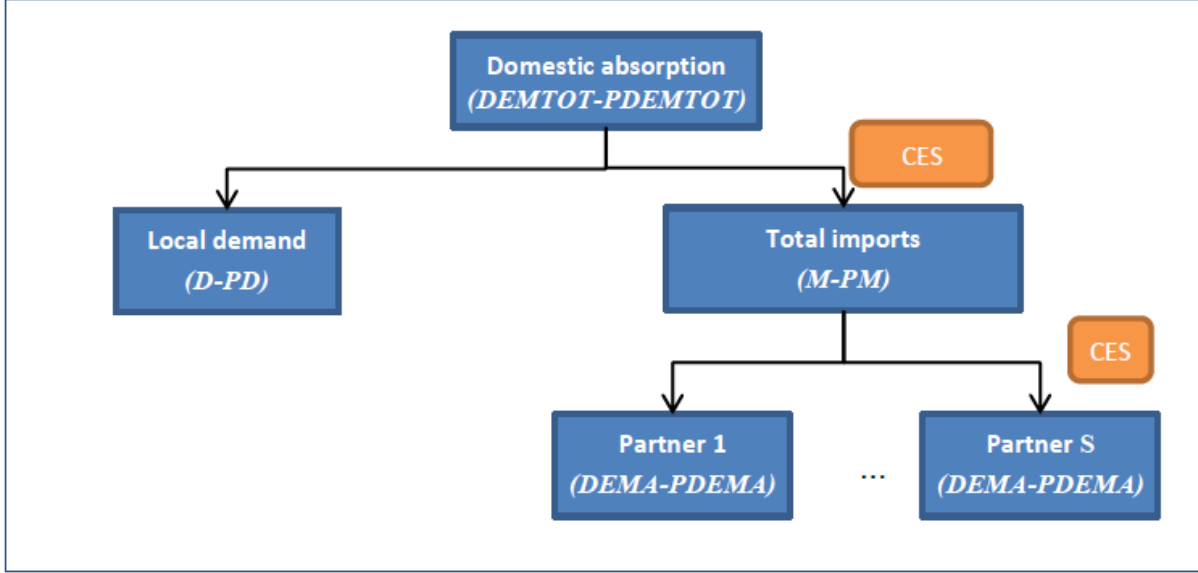 Domestic absorption
(DEMTOT-PDEMTOT)
CES
Local demand
(D-PD)
Total imports
(M-PM)
CES
Partner 1
(DEMA-PDEMA)
...
Partner S
(DEMA-PDEMA)